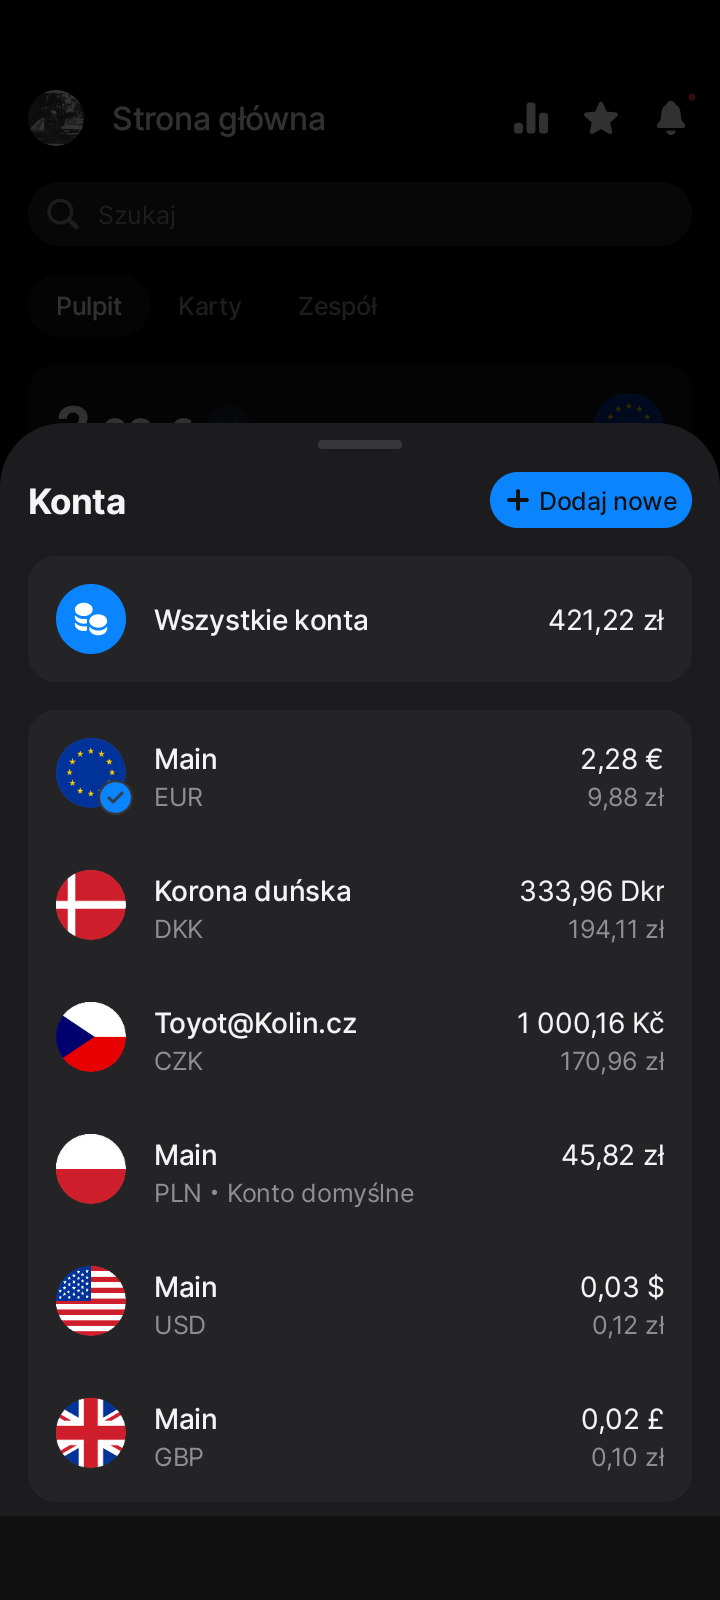 Strona główna
Szukaj
Pulpit Karty Zespół
Konta
Dodaj nowe
Wszystkie konta 421,22 zł
Main 2,28 €
EUR 9,88 zł
Korona duńska 333,96 Dkr
DKK 194,11 zł
Toyot@Kolin.cz 1 000,16 Kč
CZK 170,96 zł
Main 45,82 zł
PLN • Konto domyślne
Main 0,03 $
USD 0,12 zł
Main 0,02 £
GBP 0,10 zł